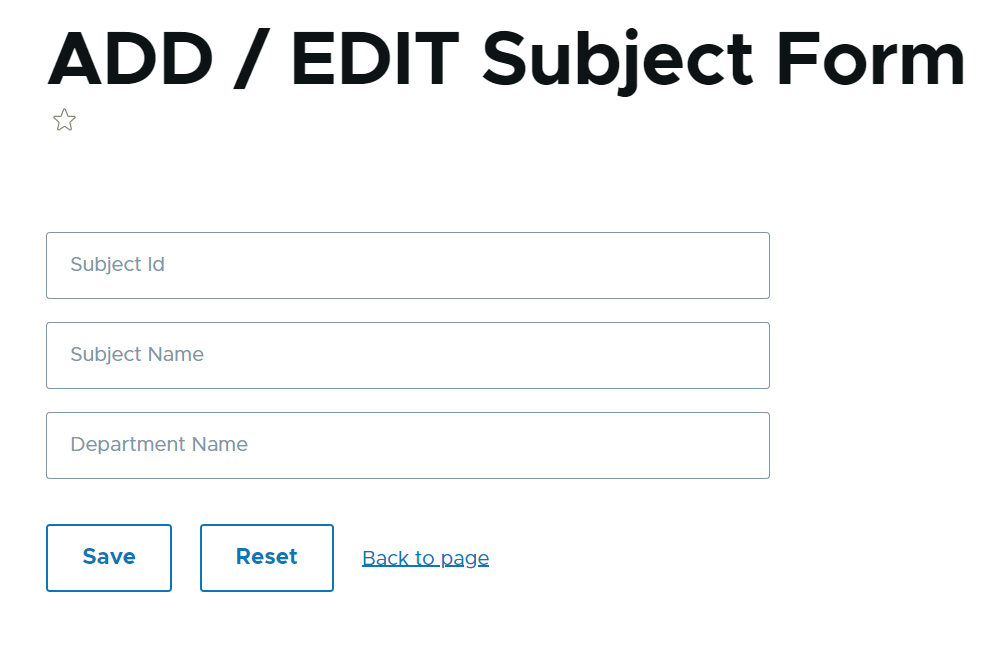 ADD / EDIT Subject Form
Subject Id
Subject Name
Department Name
Save Reset Back to page